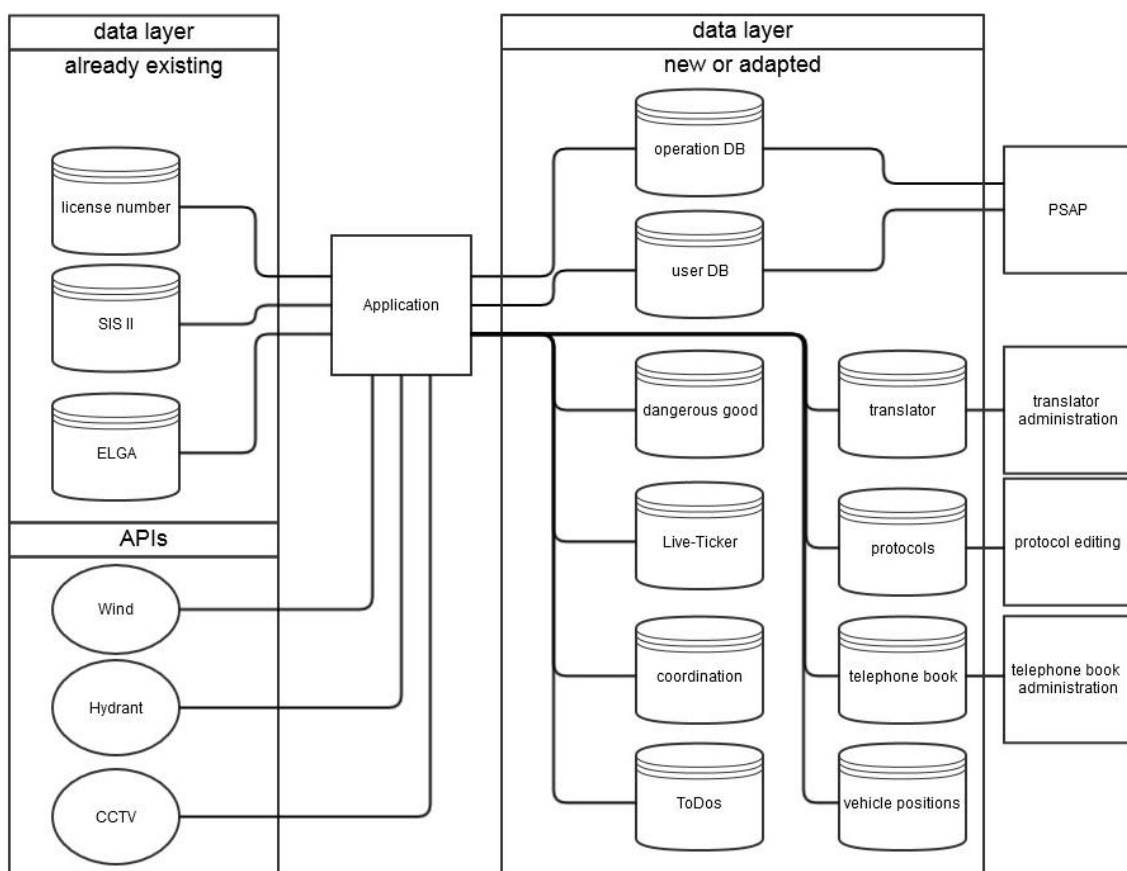 data layer
already existing
license number
SIS II
ELGA
APIs
Wind
Hydrant
CCTV
Application
data layer
new or adapted
operation DB
user DB
dangerous good
translator
Live-Ticker
protocols
coordination
telephone book
ToDos
vehicle positions
PSAP
translator
administration
protocol editing
telephone book
administration